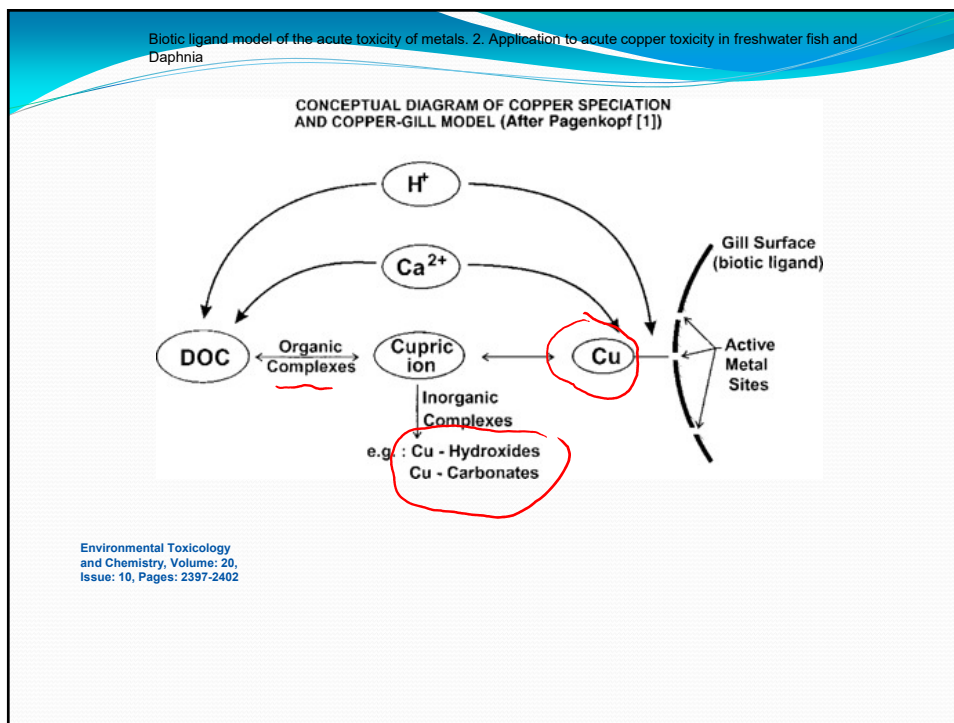 Biotic ligand model of the acute toxicity of metals. 2. Application to acute copper toxicity in freshwater fish and
Daphnia
CONCEPTUAL DIAGRAM OF COPPER SPECIATION
AND COPPER-GILL MODEL (After Pagenkopf [1])
H+
Ca2+
Gill Surface
(biotic ligand)
DOC
Organic
Complexes
Cupric
ion
Cu
Active
Metal
Sites
Inorganic
Complexes
e.g. : Cu - Hydroxides
Cu - Carbonates
Environmental Toxicology
and Chemistry, Volume: 20,
Issue: 10, Pages: 2397-2402